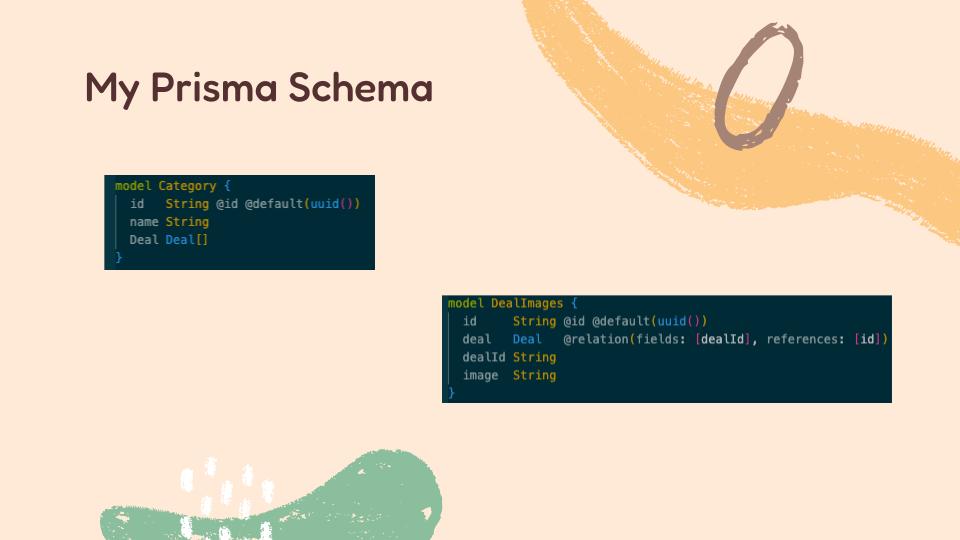 My Prisma Schema
model Category {
id String @id @default(uuid())
name String
Deal Deal[]
}
model DealImages {
id String @id @default(uuid())
deal Deal @relation(fields: [dealId], references: [id])
dealId String
image String
}